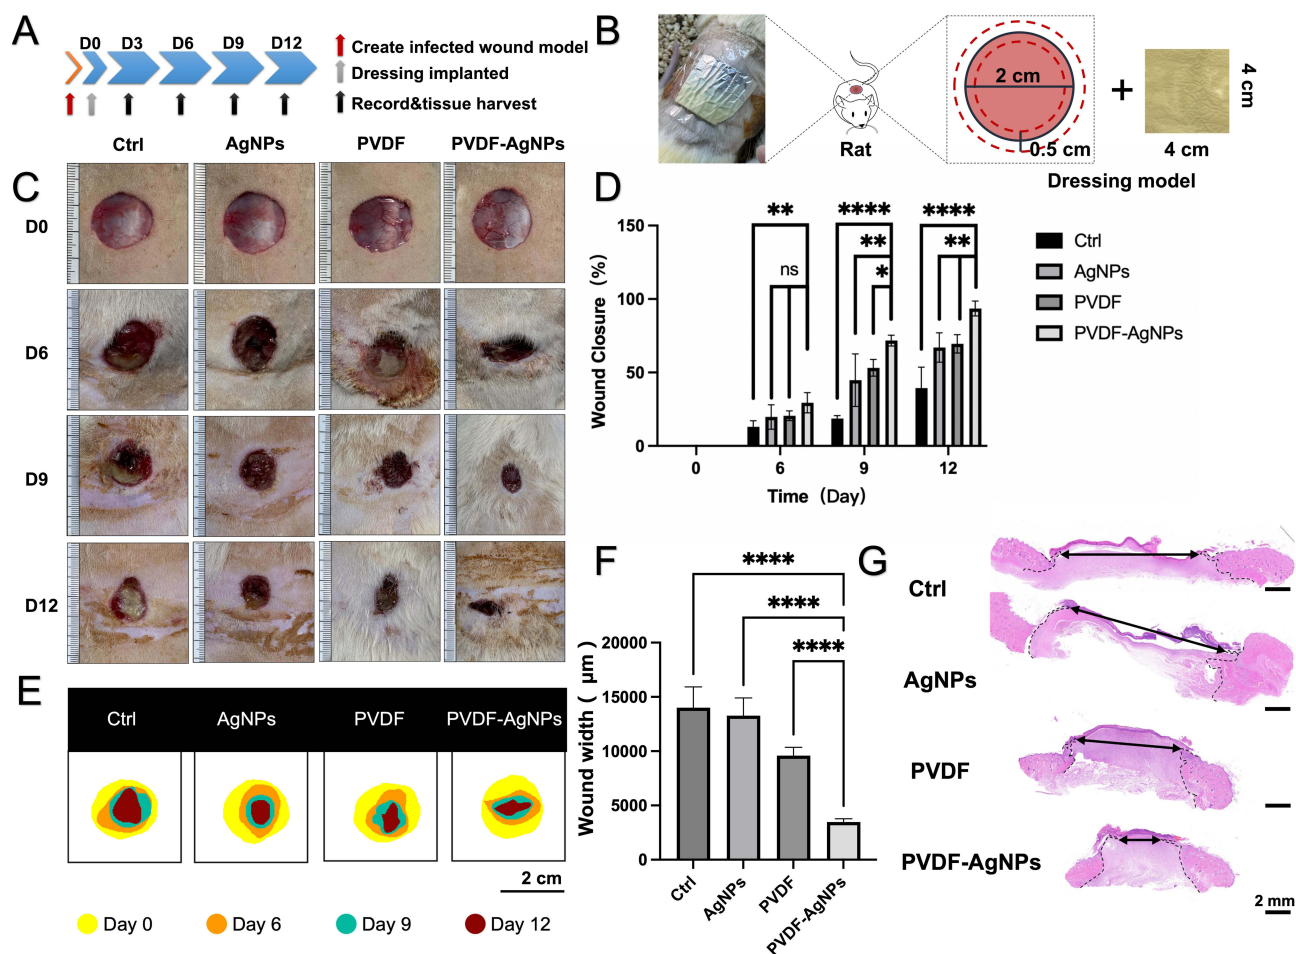 A
D0 D3 D6 D9 D12
Create infected wound model
Dressing implanted
Record&tissue harvest
B
2 cm
0.5 cm
+
4 cm
4 cm
Rat
Dressing model
C
Ctrl AgNPs PVDF PVDF-AgNPs
D0
D6
D9
D12
D
Wound Closure (%)
150
100
50
0
** **** ****
** **
ns *
0 6 9 12
Time (Day)
Ctrl
AgNPs
PVDF
PVDF-AgNPs
E
Ctrl AgNPs PVDF PVDF-AgNPs
2 cm
Day 0 Day 6 Day 9 Day 12
F
Wound width ( μm )
20000
15000
10000
5000
0
****
****
****
Ctrl AgNPs PVDF PVDF-AgNPs
G
Ctrl
AgNPs
PVDF
PVDF-AgNPs
2 mm